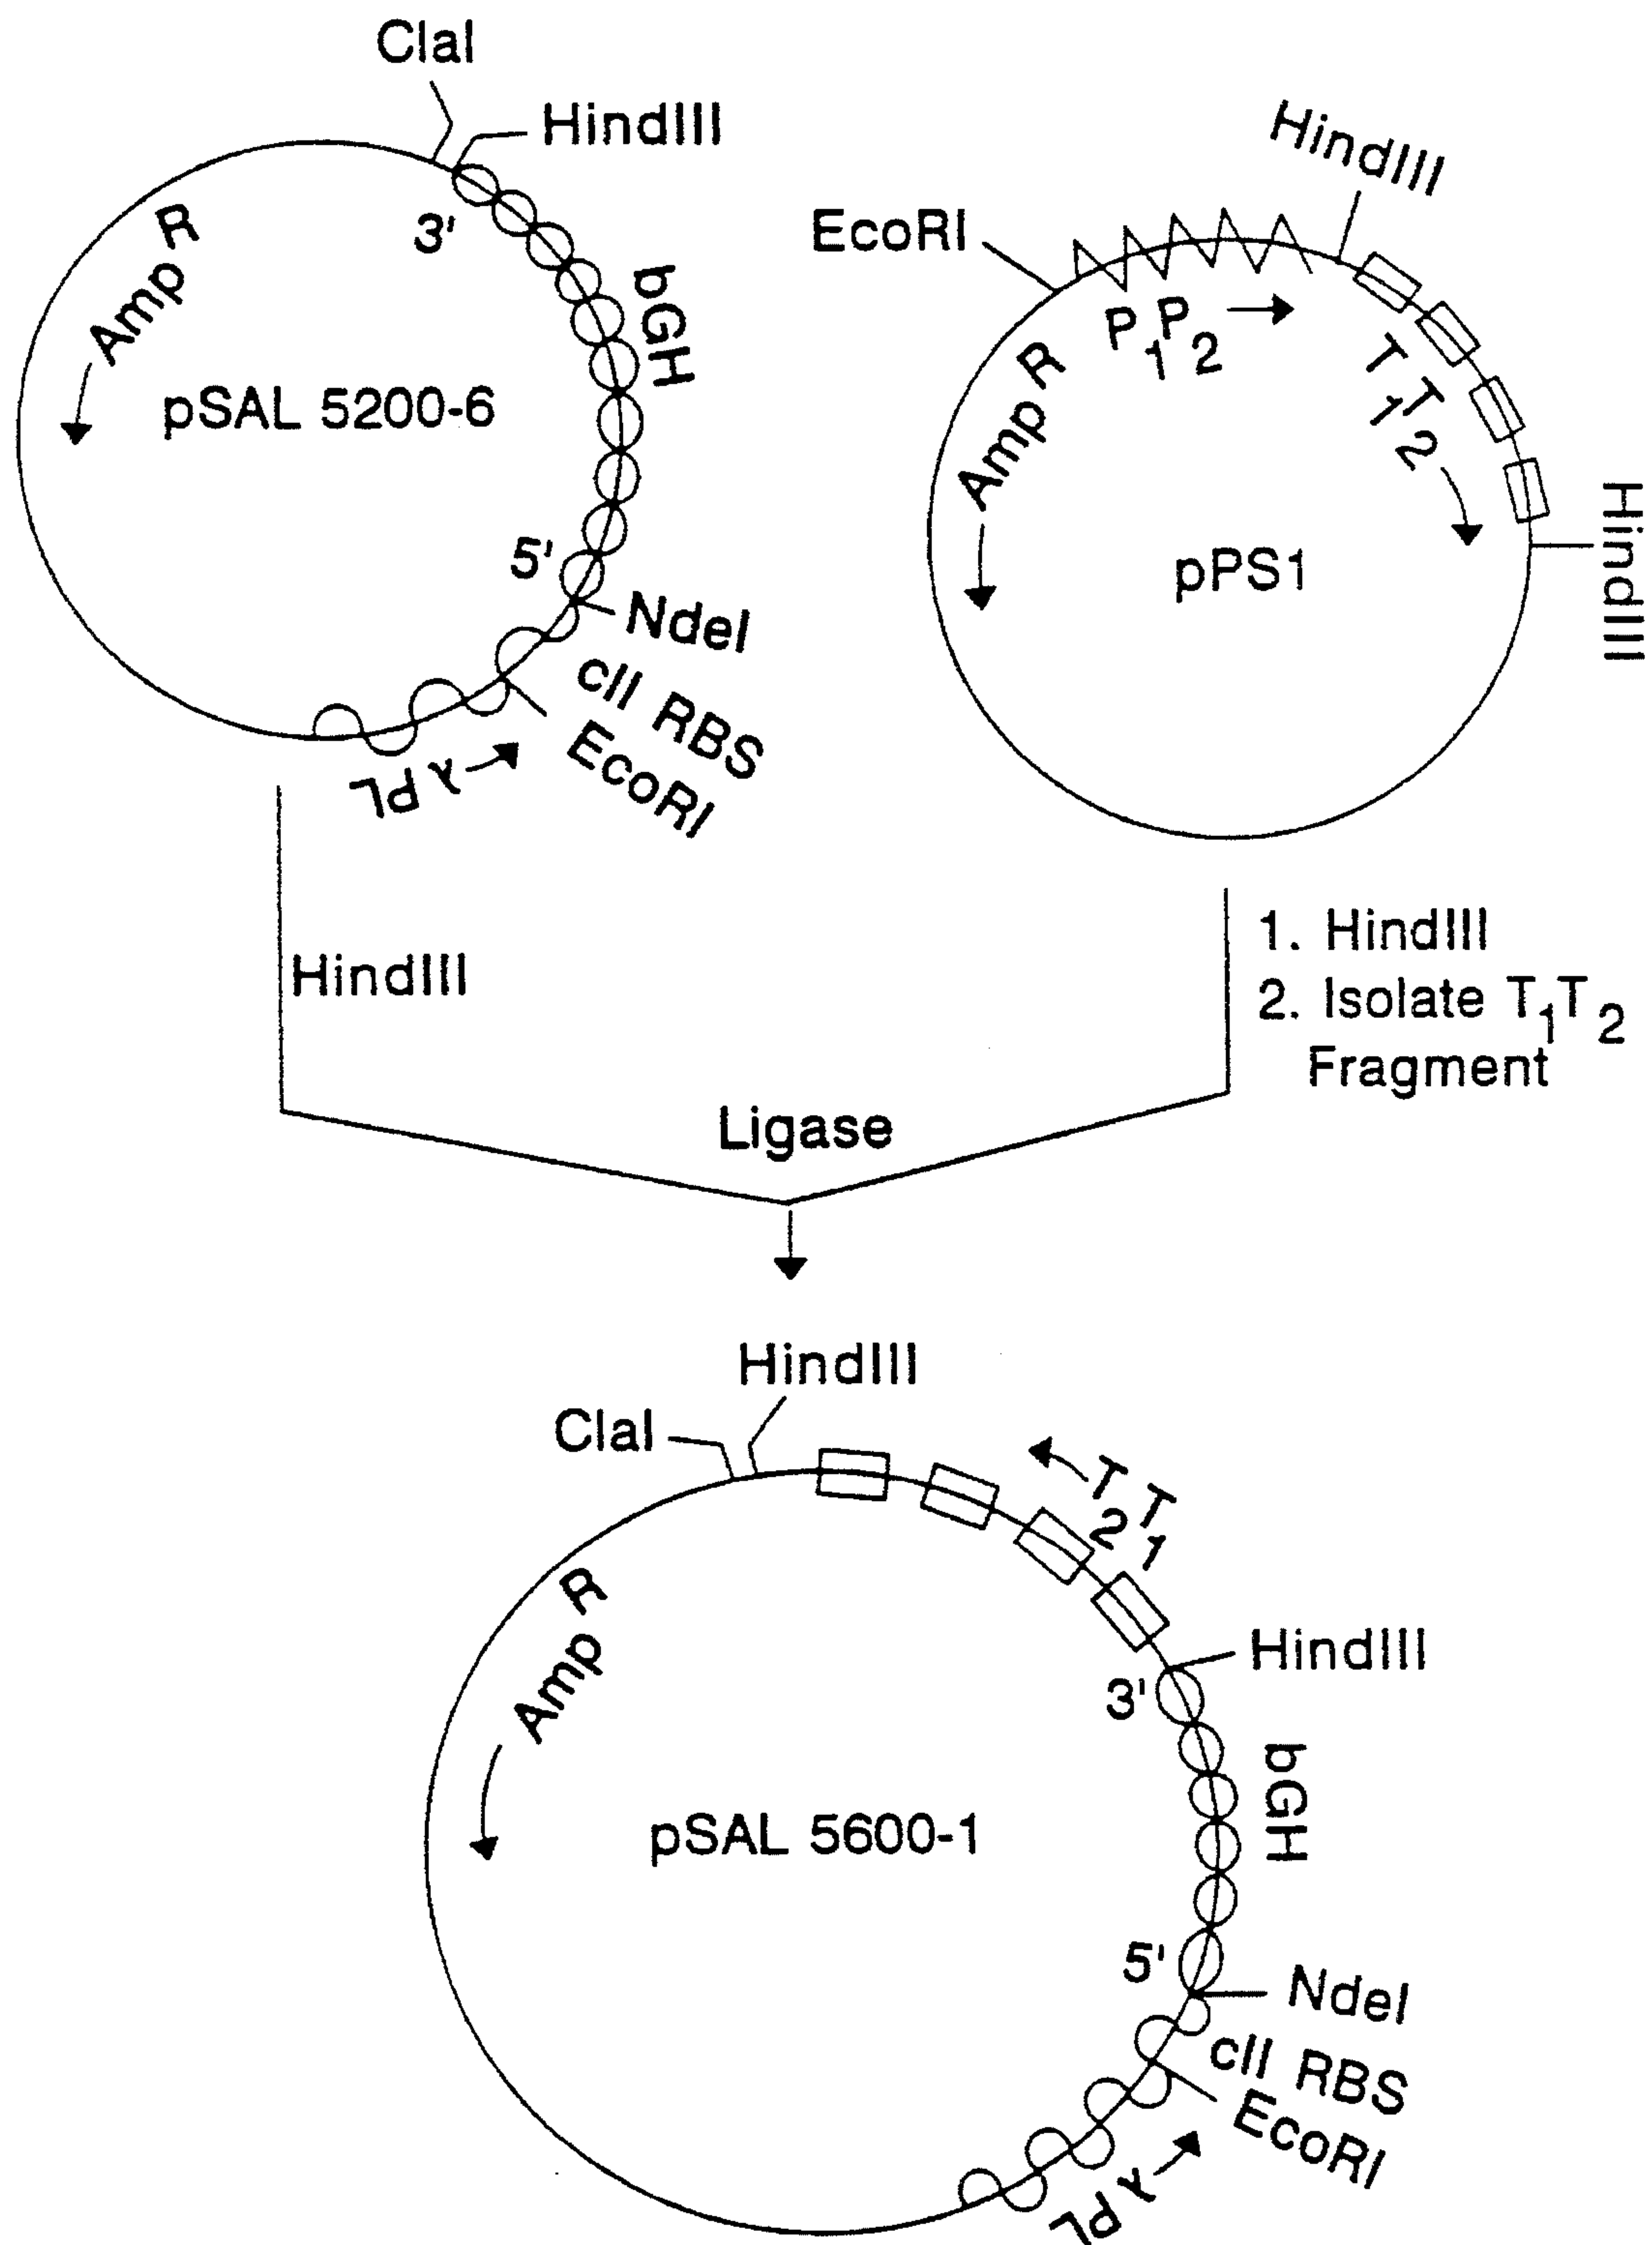 ClaI
HindIII
3'
Amp R
bGH
pSAL 5200-6
5'
NdeI
cII RBS
EcoRI
λ PL
HindIII
EcoRI
P1P2
Amp R
T1T2
pPS1
HindIII
HindIII
1. HindIII
2. Isolate T1T2
Fragment
Ligase
HindIII
ClaI
T2T1
Amp R
HindIII
3'
bGH
pSAL 5600-1
5'
NdeI
cII RBS
EcoRI
λ PL